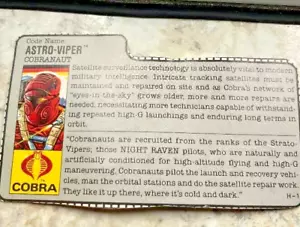 Code Name:
ASTRO-VIPER™
COBRANAUT
Satellite surveillance technology is absolutely vital to modern
military intelligence. Intricate tracking satellites must be
maintained and repaired on site and as Cobra's network of
"eyes-in-the-sky" grows older, more and more repairs are
needed, necessitating more technicians capable of withstand-
ing repeated high-G launchings and enduring long terms in
orbit.
"Cobranauts are recruited from the ranks of the Strato-
Vipers; those NIGHT RAVEN pilots, who are naturally and
artificially conditioned for high-altitude flying and high-G
maneuvering. Cobranauts pilot the launch and recovery vehi-
cles, man the orbital stations and do the satellite repair work.
They like it up there, where it's cold and dark."
COBRA